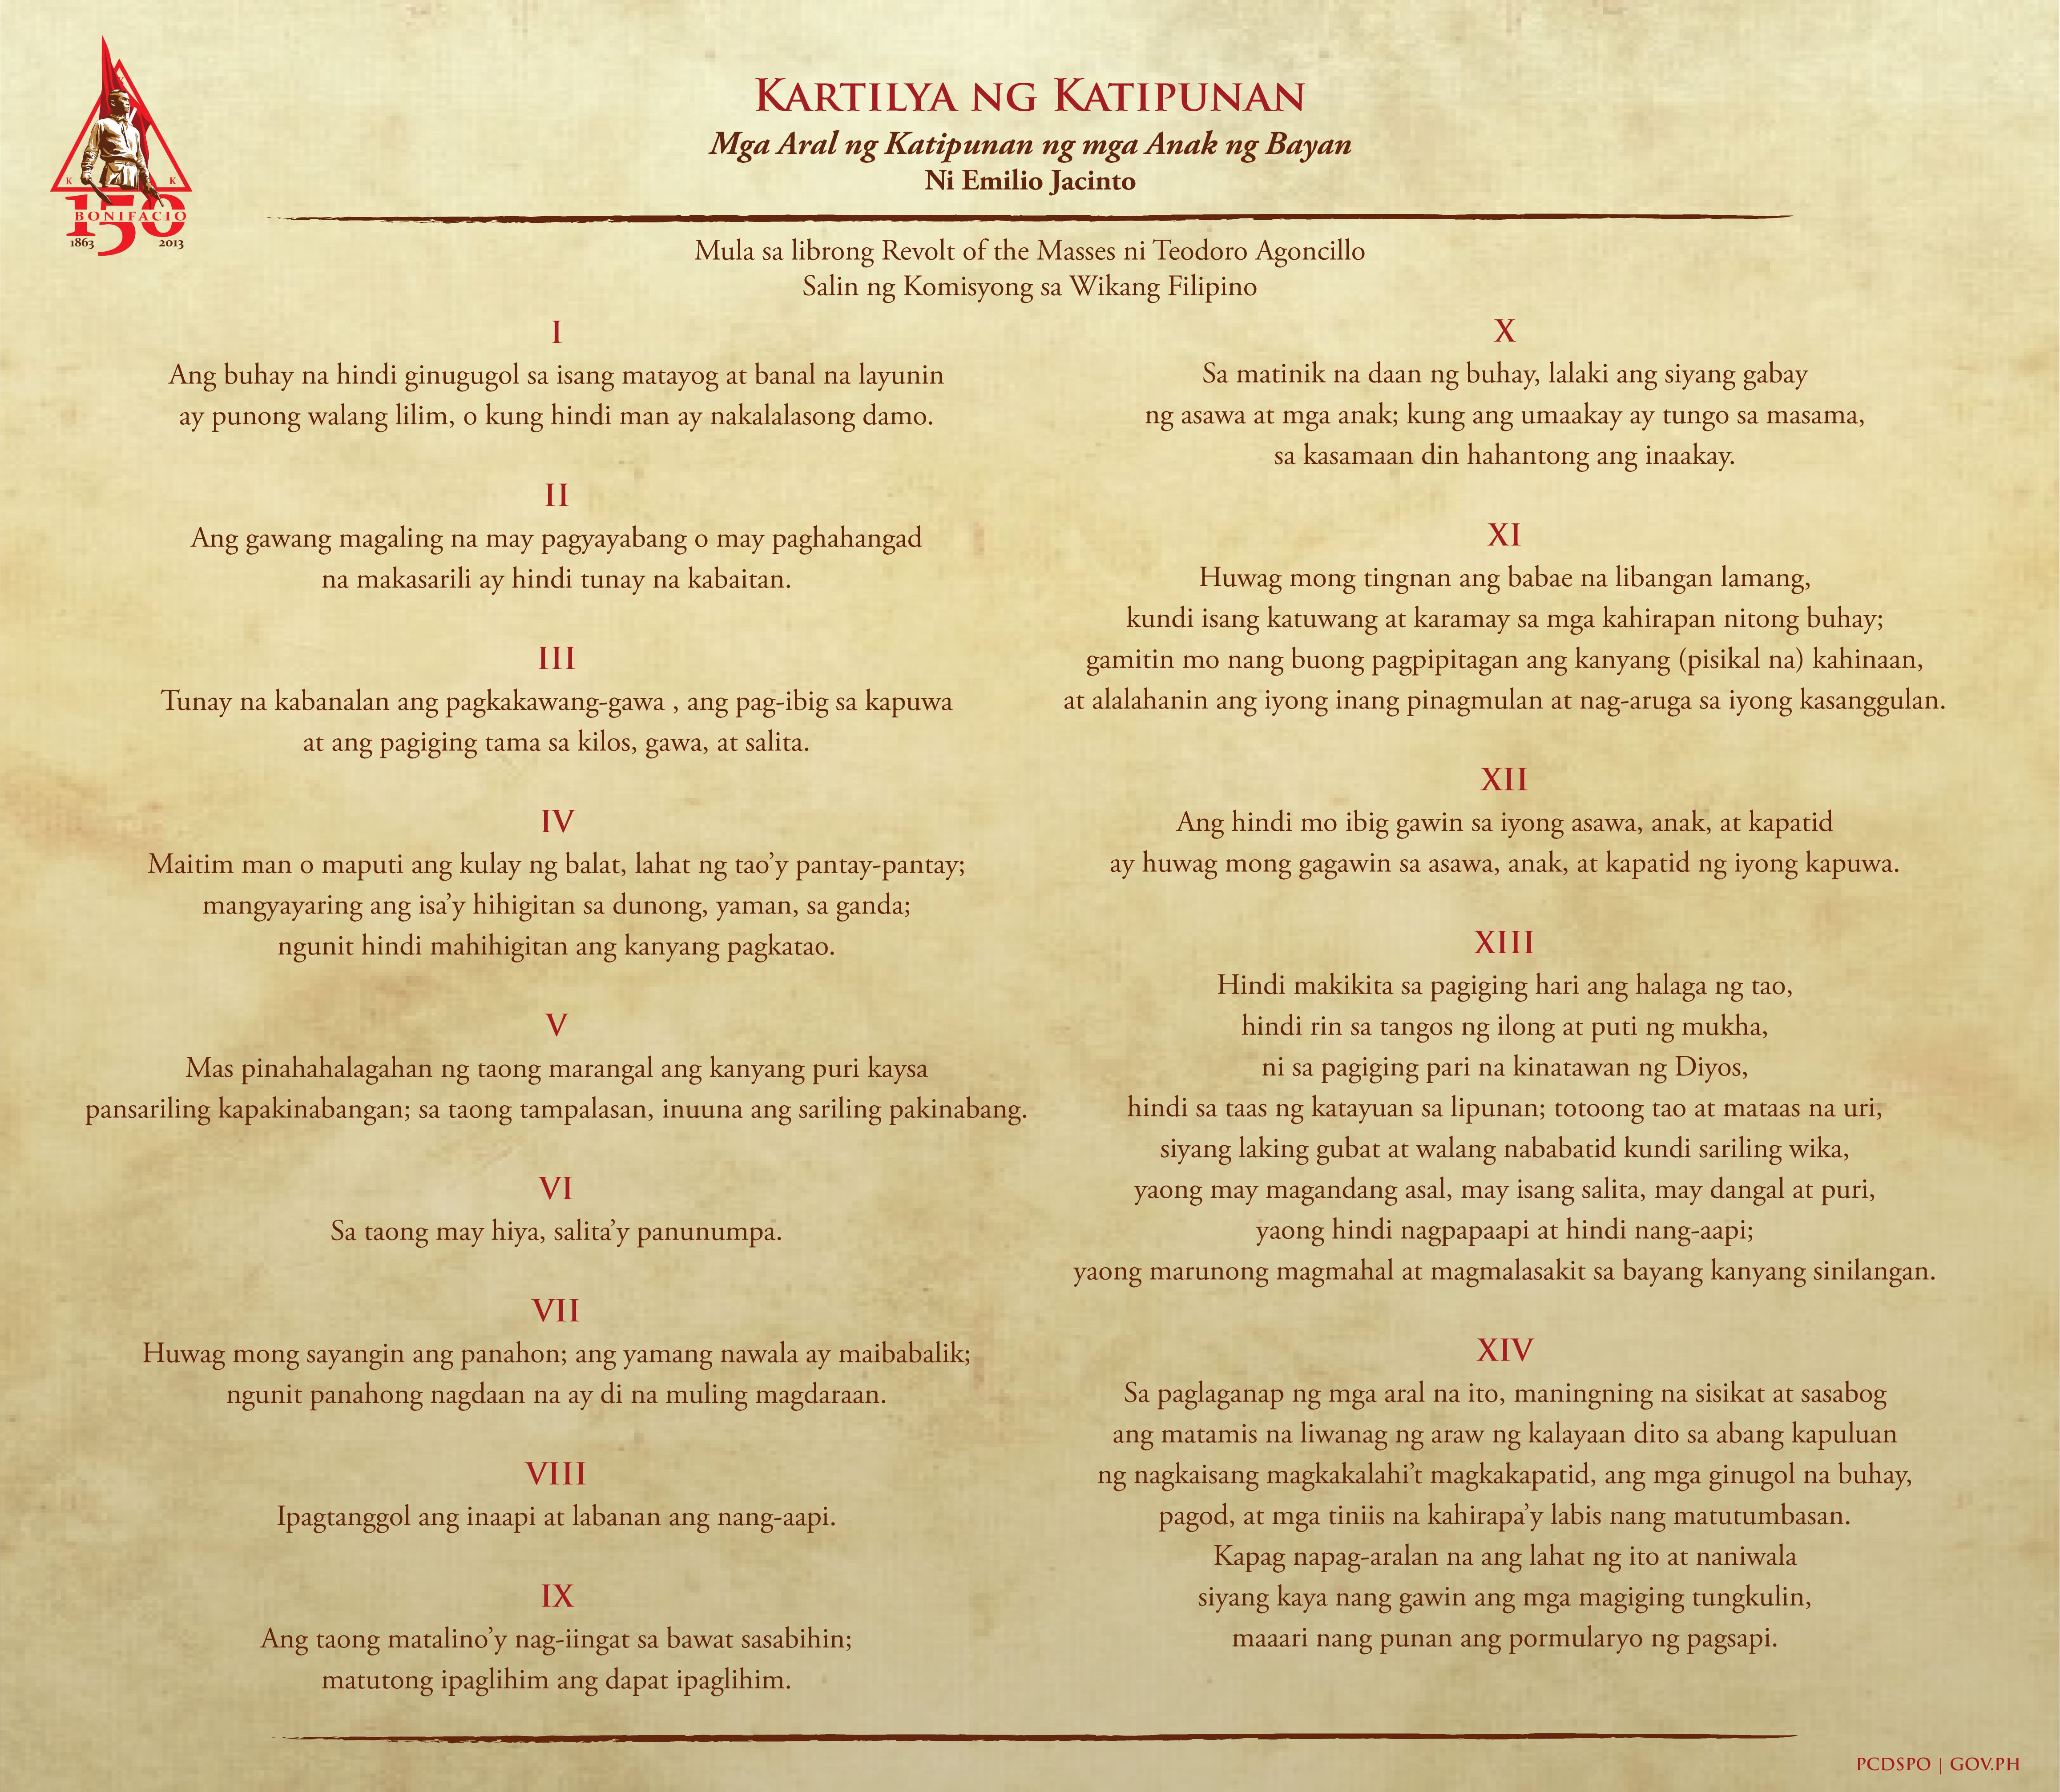 K
K
K
150
BONIFACIO
1863 2013
KARTILYA NG KATIPUNAN
Mga Aral ng Katipunan ng mga Anak ng Bayan
Ni Emilio Jacinto
Mula sa librong Revolt of the Masses ni Teodoro Agoncillo
Salin ng Komisyong sa Wikang Filipino
I
Ang buhay na hindi ginugugol sa isang matayog at banal na layunin
ay punong walang lilim, o kung hindi man ay nakalalasong damo.
II
Ang gawang magaling na may pagyayabang o may paghahangad
na makasarili ay hindi tunay na kabaitan.
III
Tunay na kabanalan ang pagkakawang-gawa , ang pag-ibig sa kapuwa
at ang pagiging tama sa kilos, gawa, at salita.
IV
Maitim man o maputi ang kulay ng balat, lahat ng tao’y pantay-pantay;
mangyayaring ang isa’y hihigitan sa dunong, yaman, sa ganda;
ngunit hindi mahihigitan ang kanyang pagkatao.
V
Mas pinahahalagahan ng taong marangal ang kanyang puri kaysa
pansariling kapakinabangan; sa taong tampalasan, inuuna ang sariling pakinabang.
VI
Sa taong may hiya, salita’y panunumpa.
VII
Huwag mong sayangin ang panahon; ang yamang nawala ay maibabalik;
ngunit panahong nagdaan na ay di na muling magdaraan.
VIII
Ipagtanggol ang inaapi at labanan ang nang-aapi.
IX
Ang taong matalino’y nag-iingat sa bawat sasabihin;
matutong ipaglihim ang dapat ipaglihim.
X
Sa matinik na daan ng buhay, lalaki ang siyang gabay
ng asawa at mga anak; kung ang umaakay ay tungo sa masama,
sa kasamaan din hahantong ang inaakay.
XI
Huwag mong tingnan ang babae na libangan lamang,
kundi isang katuwang at karamay sa mga kahirapan nitong buhay;
gamitin mo nang buong pagpipitagan ang kanyang (pisikal na) kahinaan,
at alalahanin ang iyong inang pinagmulan at nag-aruga sa iyong kasanggulan.
XII
Ang hindi mo ibig gawin sa iyong asawa, anak, at kapatid
ay huwag mong gagawin sa asawa, anak, at kapatid ng iyong kapuwa.
XIII
Hindi makikita sa pagiging hari ang halaga ng tao,
hindi rin sa tangos ng ilong at puti ng mukha,
ni sa pagiging pari na kinatawan ng Diyos,
hindi sa taas ng katayuan sa lipunan; totoong tao at mataas na uri,
siyang laking gubat at walang nababatid kundi sariling wika,
yaong may magandang asal, may isang salita, may dangal at puri,
yaong hindi nagpapaapi at hindi nang-aapi;
yaong marunong magmahal at magmalasakit sa bayang kanyang sinilangan.
XIV
Sa paglaganap ng mga aral na ito, maningning na sisikat at sasabog
ang matamis na liwanag ng araw ng kalayaan dito sa abang kapuluan
ng nagkaisang magkakalahi’t magkakapatid, ang mga ginugol na buhay,
pagod, at mga tiniis na kahirapa’y labis nang matutumbasan.
Kapag napag-aralan na ang lahat ng ito at naniwala
siyang kaya nang gawin ang mga magiging tungkulin,
maaari nang punan ang pormularyo ng pagsapi.
PCDSPO | GOV.PH